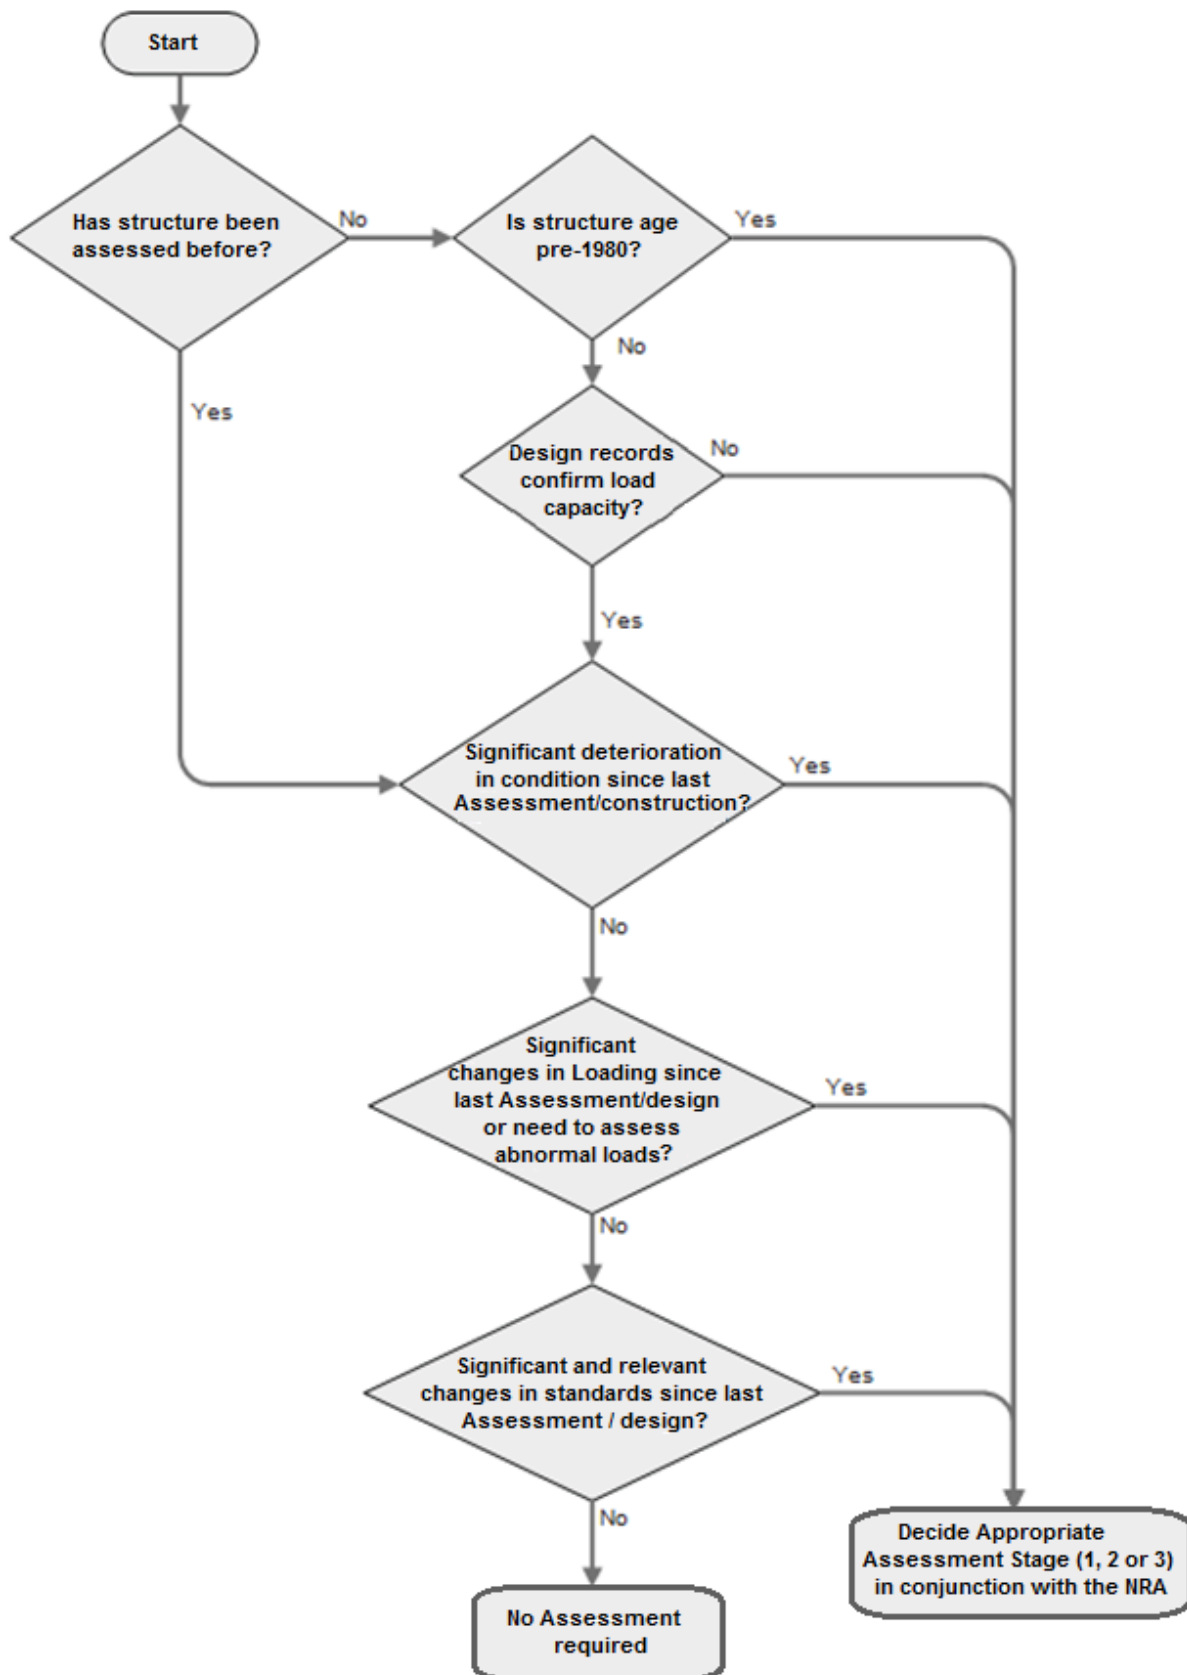 Start
Has structure been
assessed before?
No
Is structure age
pre-1980?
Yes
No
Yes
Design records
confirm load
capacity?
No
Yes
Significant deterioration
in condition since last
Assessment/construction?
Yes
No
Significant
changes in Loading since
last Assessment/design
or need to assess
abnormal loads?
Yes
No
Significant and relevant
changes in standards since last
Assessment / design?
Yes
No
Decide Appropriate
Assessment Stage (1, 2 or 3)
in conjunction with the NRA
No Assessment
required